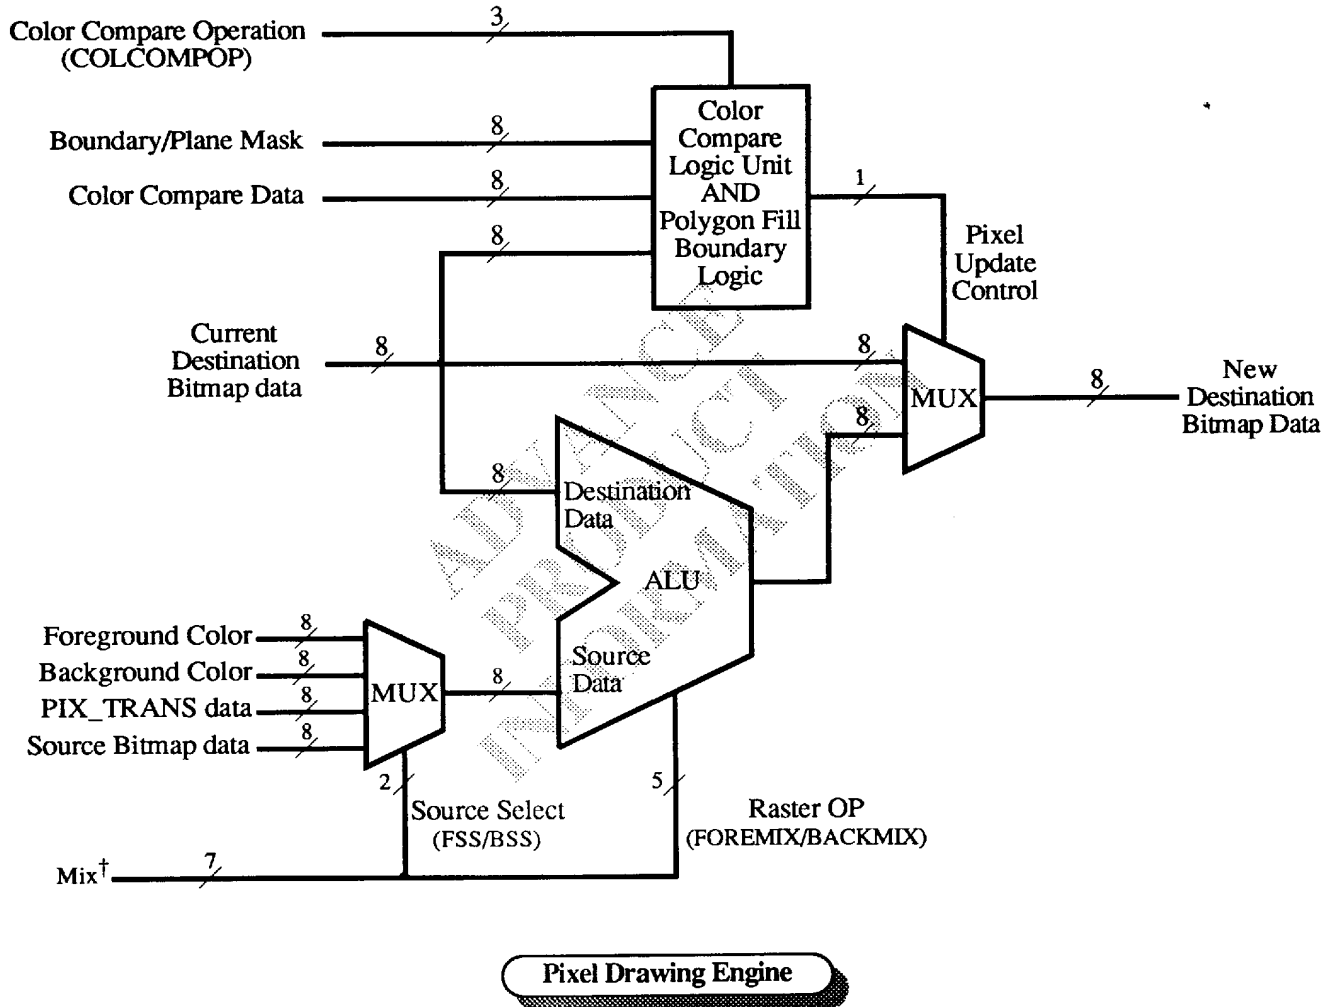 Color Compare Operation
(COLCOMPOP)
3
Boundary/Plane Mask
8
Color Compare Data
8
8
Color
Compare
Logic Unit
AND
Polygon Fill
Boundary
Logic
1
Pixel
Update
Control
Current
Destination
Bitmap data
8
8
8
MUX
8
New
Destination
Bitmap Data
8
Destination
Data
ALU
Source
Data
Foreground Color
8
Background Color
8
PIX_TRANS data
8
Source Bitmap data
8
MUX
8
2
Source Select
(FSS/BSS)
5
Raster OP
(FOREMIX/BACKMIX)
Mix†
7
ADVANCE
PRODUCT
INFORMATION
Pixel Drawing Engine